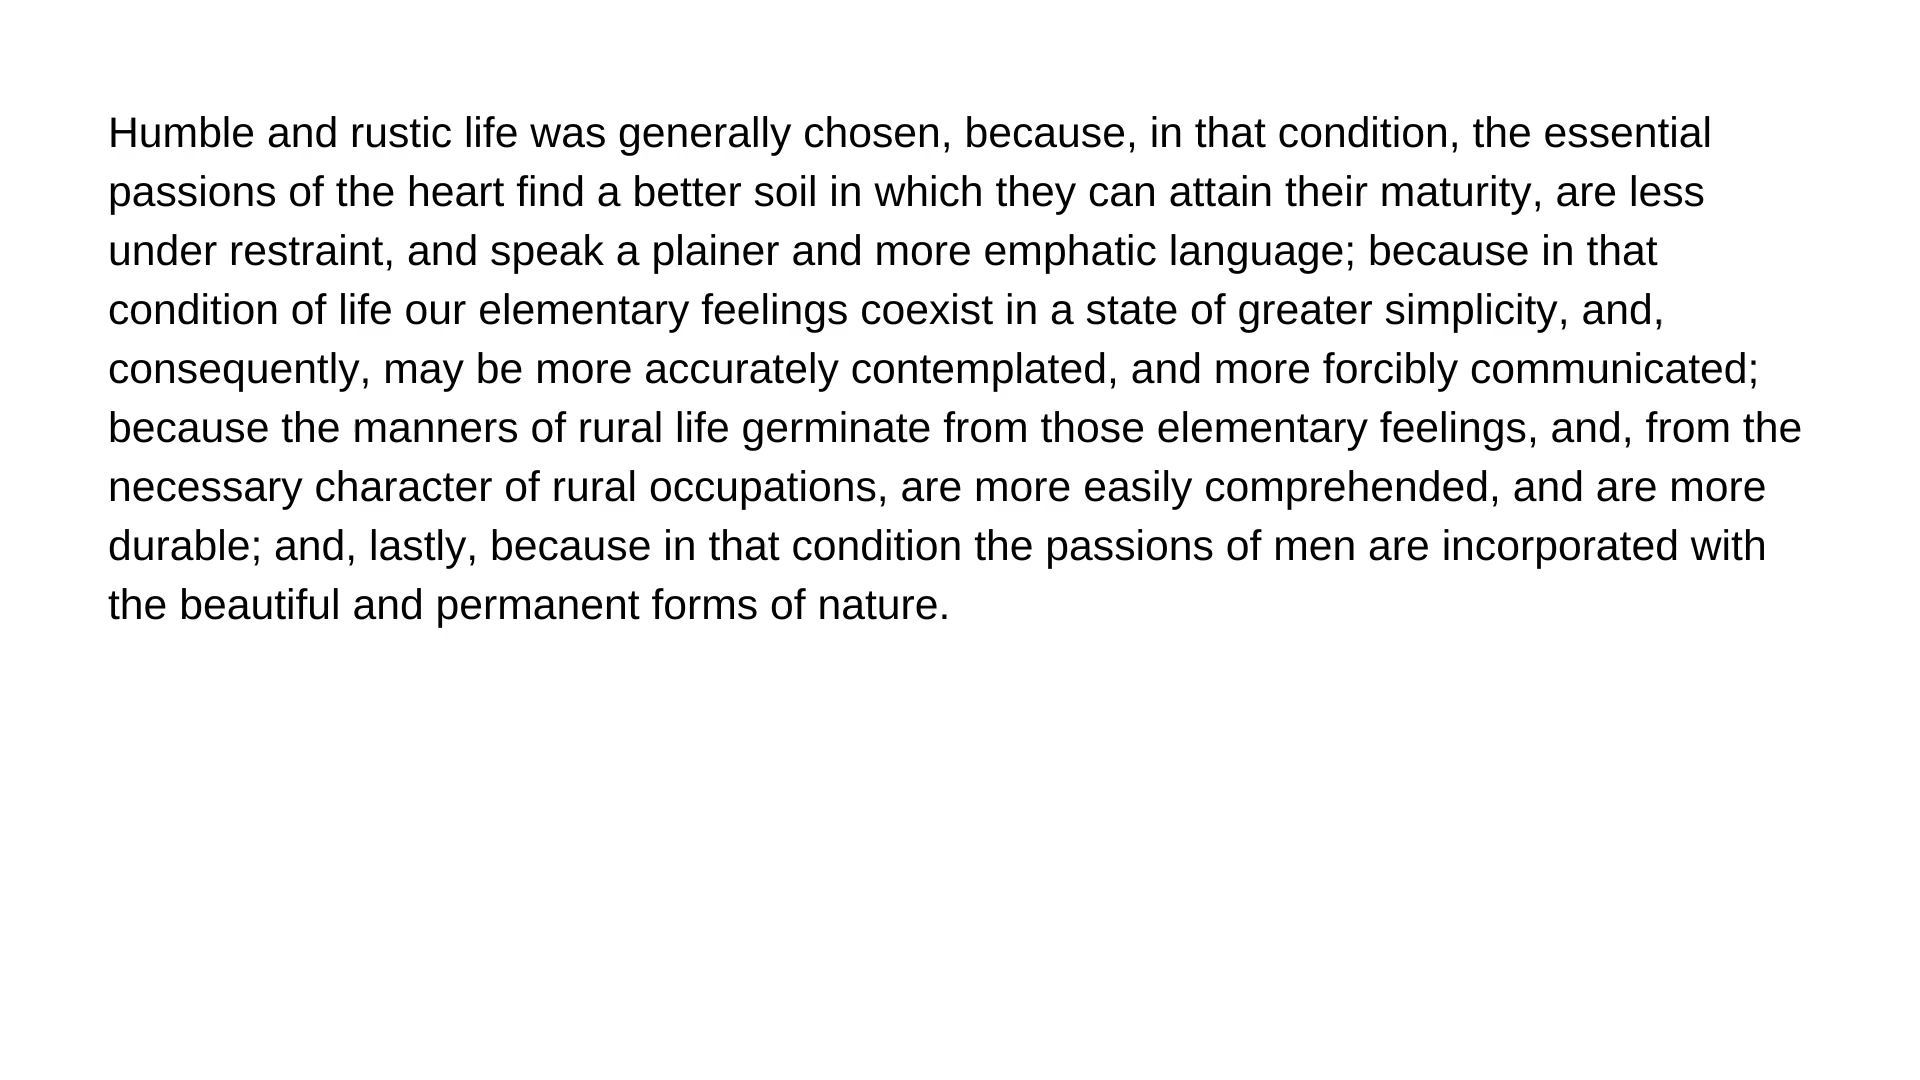 Humble and rustic life was generally chosen, because, in that condition, the essential
passions of the heart find a better soil in which they can attain their maturity, are less
under restraint, and speak a plainer and more emphatic language; because in that
condition of life our elementary feelings coexist in a state of greater simplicity, and,
consequently, may be more accurately contemplated, and more forcibly communicated;
because the manners of rural life germinate from those elementary feelings, and, from the
necessary character of rural occupations, are more easily comprehended, and are more
durable; and, lastly, because in that condition the passions of men are incorporated with
the beautiful and permanent forms of nature.